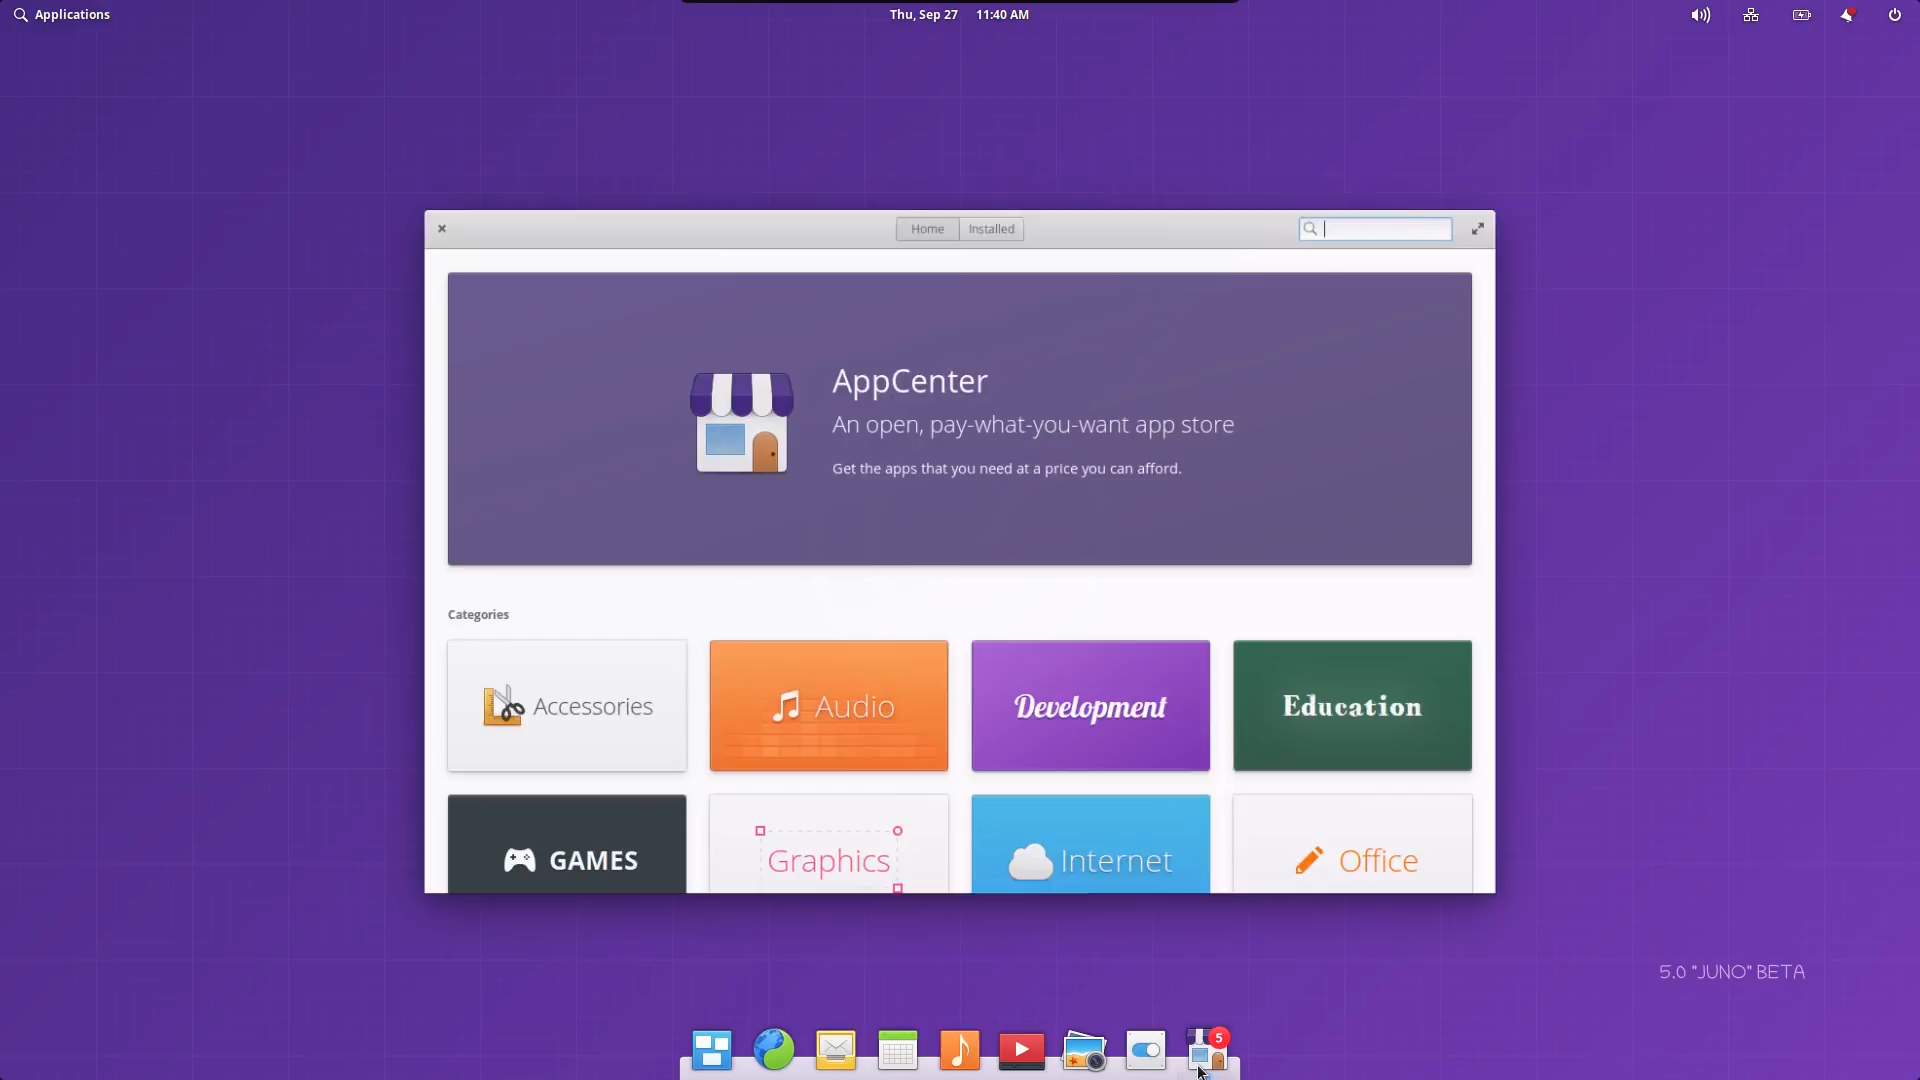 Applications
Thu, Sep 27 11:40 AM
Home
Installed
AppCenter
An open, pay-what-you-want app store
Get the apps that you need at a price you can afford.
Categories
Accessories
Audio
Development
Education
GAMES
Graphics
Internet
Office
5.0 "JUNO" BETA
5